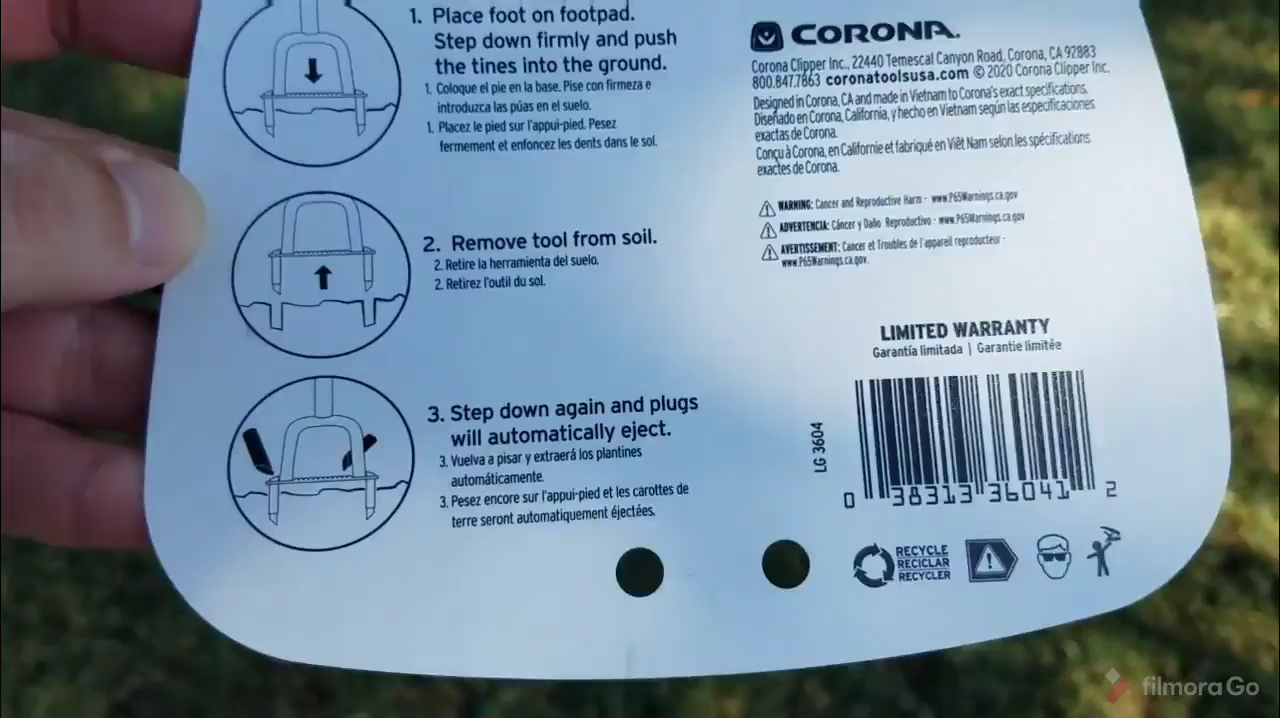 1. Place foot on footpad.
Step down firmly and push
the tines into the ground.
1. Coloque el pie en la base. Pise con firmeza e
introduzca las púas en el suelo.
1. Placez le pied sur l'appui-pied. Pesez
fermement et enfoncez les dents dans le sol.
2. Remove tool from soil.
2. Retire la herramienta del suelo.
2. Retirez l'outil du sol.
3. Step down again and plugs
will automatically eject.
3. Vuelva a pisar y extraerá los plantines
automáticamente.
3. Pesez encore sur l'appui-pied et les carottes de
terre seront automatiquement éjectées.
CORONA
Corona Clipper Inc., 22440 Temescal Canyon Road, Corona, CA 92883
800.847.7863 coronatoolsusa.com © 2020 Corona Clipper Inc.
Designed in Corona, CA and made in Vietnam to Corona's exact specifications.
Diseñado en Corona, California, y hecho en Vietnam según las especificaciones
exactas de Corona.
Conçu à Corona, en Californie et fabriqué en Viêt Nam selon les spécifications
exactes de Corona.
WARNING: Cancer and Reproductive Harm - www.P65Warnings.ca.gov
ADVERTENCIA: Cáncer y Daño Reproductivo - www.P65Warnings.ca.gov
AVERTISSEMENT: Cancer et Troubles de l'appareil reproducteur -
www.P65Warnings.ca.gov.
LIMITED WARRANTY
Garantía limitada | Garantie limitée
LG 3604
0 38313 36041 2
RECYCLE
RECICLAR
RECYCLER
filmoraGo